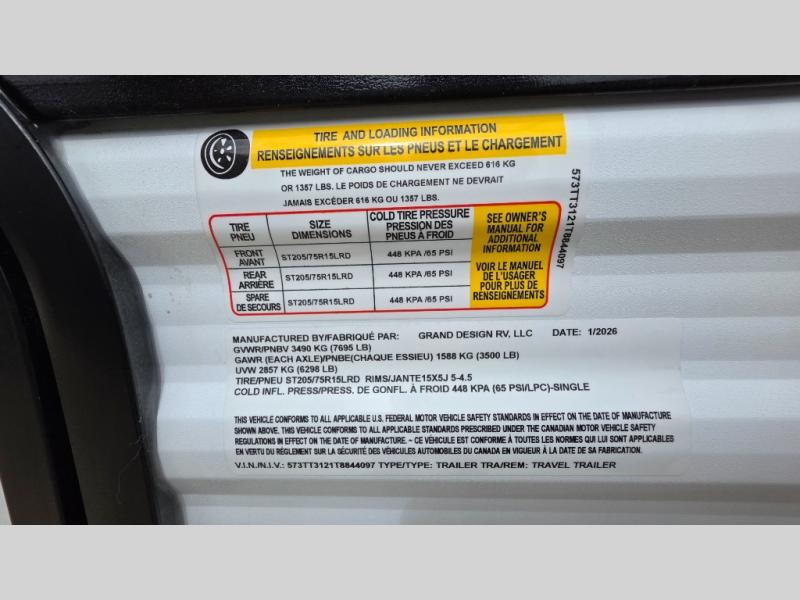 TIRE AND LOADING INFORMATION
RENSEIGNEMENTS SUR LES PNEUS ET LE CHARGEMENT
THE WEIGHT OF CARGO SHOULD NEVER EXCEED 616 KG
OR 1357 LBS. LE POIDS DE CHARGEMENT NE DEVRAIT
JAMAIS EXCÉDER 616 KG OU 1357 LBS.
TIRE
PNEU
SIZE
DIMENSIONS
COLD TIRE PRESSURE
PRESSION DES
PNEUS À FROID
FRONT
AVANT
ST205/75R15LRD
448 KPA /65 PSI
REAR
ARRIÈRE
ST205/75R15LRD
448 KPA /65 PSI
SPARE
DE SECOURS
ST205/75R15LRD
448 KPA /65 PSI
SEE OWNER'S
MANUAL FOR
ADDITIONAL
INFORMATION
VOIR LE MANUEL
DE L'USAGER
POUR PLUS DE
RENSEIGNEMENTS
573TT3121T8844097
MANUFACTURED BY/FABRIQUÉ PAR: GRAND DESIGN RV, LLC DATE: 1/2026
GVWR/PNBV 3490 KG (7695 LB)
GAWR (EACH AXLE)/PNBE(CHAQUE ESSIEU) 1588 KG (3500 LB)
UVW 2857 KG (6298 LB)
TIRE/PNEU ST205/75R15LRD RIMS/JANTE15X5J 5-4.5
COLD INFL. PRESS/PRESS. DE GONFL. À FROID 448 KPA (65 PSI/LPC)-SINGLE
THIS VEHICLE CONFORMS TO ALL APPLICABLE U.S. FEDERAL MOTOR VEHICLE SAFETY STANDARDS IN EFFECT ON THE DATE OF MANUFACTURE
SHOWN ABOVE. THIS VEHICLE CONFORMS TO ALL APPLICABLE STANDARDS PRESCRIBED UNDER THE CANADIAN MOTOR VEHICLE SAFETY
REGULATIONS IN EFFECT ON THE DATE OF MANUFACTURE. ~ CE VÉHICULE EST CONFORME À TOUTES LES NORMES QUI LUI SONT APPLICABLES
EN VERTU DU RÈGLEMENT SUR LA SÉCURITÉ DES VÉHICULES AUTOMOBILES DU CANADA EN VIGUEUR À LA DATE DE SA FABRICATION.
V.I.N./N.I.V.: 573TT3121T8844097 TYPE/TYPE: TRAILER TRA/REM: TRAVEL TRAILER